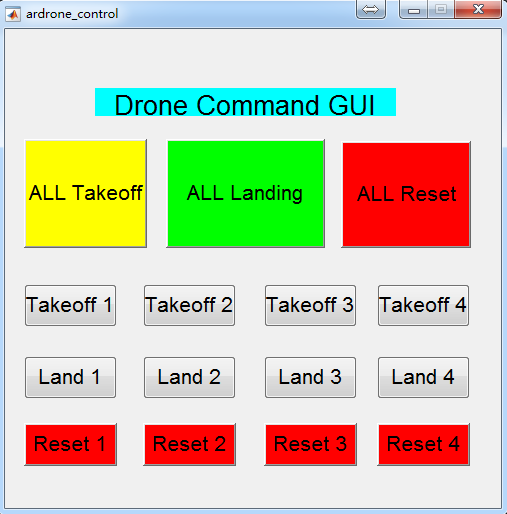 ardrone_control
Drone Command GUI
ALL Takeoff ALL Landing ALL Reset
Takeoff 1 Takeoff 2 Takeoff 3 Takeoff 4
Land 1 Land 2 Land 3 Land 4
Reset 1 Reset 2 Reset 3 Reset 4